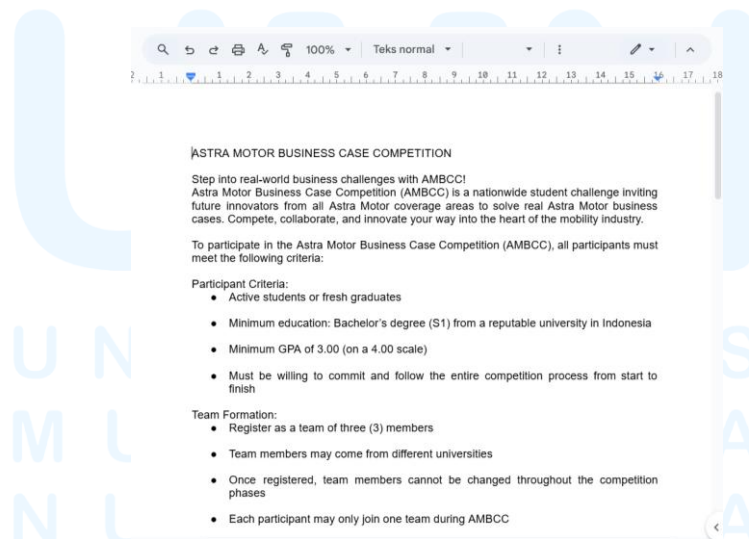 100% Teks normal
2 1 1 2 3 4 5 6 7 8 9 10 11 12 13 14 15 16 17 18
ASTRA MOTOR BUSINESS CASE COMPETITION
Step into real-world business challenges with AMBCC!
Astra Motor Business Case Competition (AMBCC) is a nationwide student challenge inviting
future innovators from all Astra Motor coverage areas to solve real Astra Motor business
cases. Compete, collaborate, and innovate your way into the heart of the mobility industry.
To participate in the Astra Motor Business Case Competition (AMBCC), all participants must
meet the following criteria:
Participant Criteria:
● Active students or fresh graduates
● Minimum education: Bachelor's degree (S1) from a reputable university in Indonesia
● Minimum GPA of 3.00 (on a 4.00 scale)
● Must be willing to commit and follow the entire competition process from start to
finish
Team Formation:
● Register as a team of three (3) members
● Team members may come from different universities
● Once registered, team members cannot be changed throughout the competition
phases
● Each participant may only join one team during AMBCC